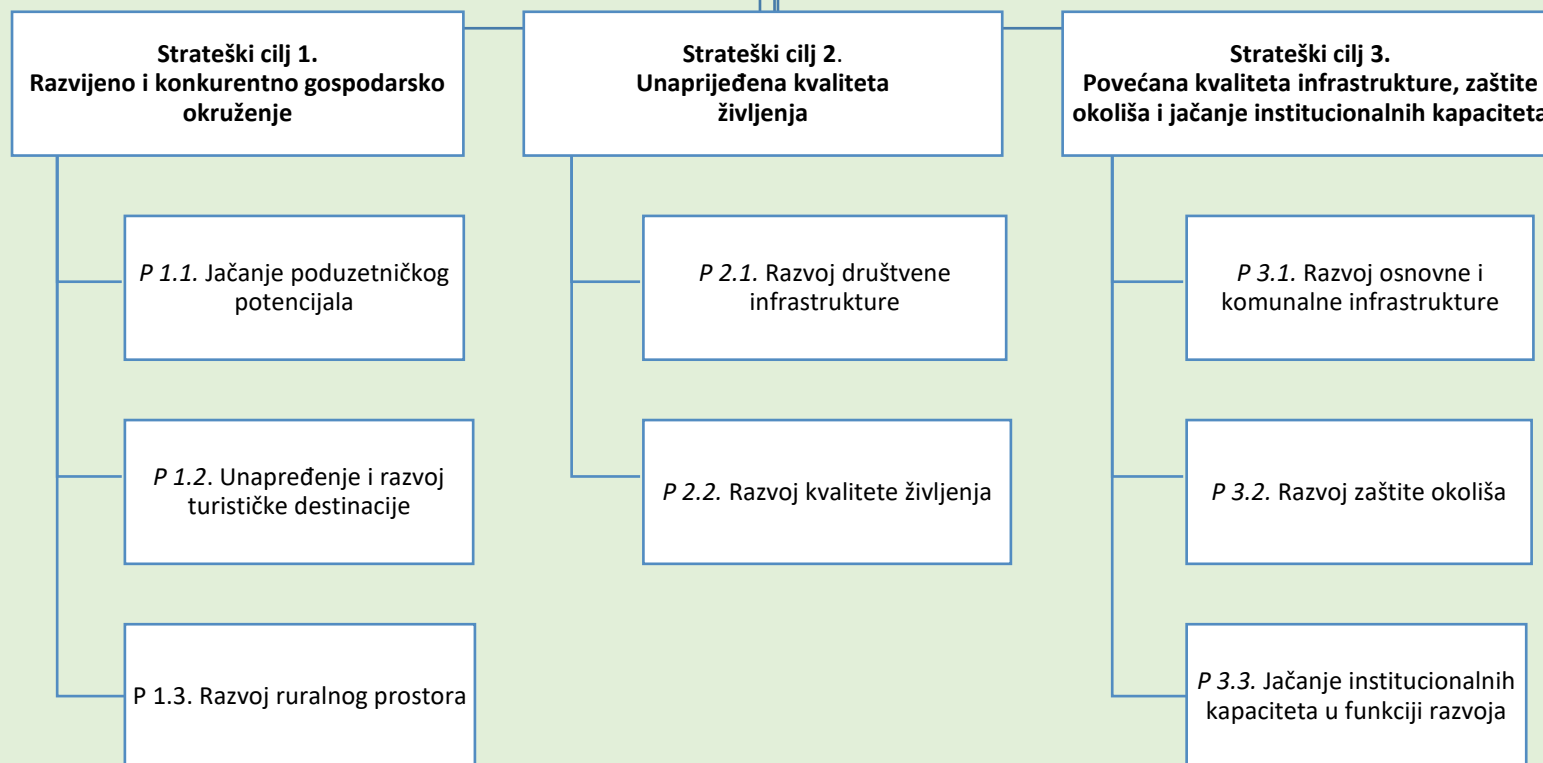 Strateški cilj 1.
Razvijeno i konkurentno gospodarsko
okruženje
Strateški cilj 2.
Unaprijeđena kvaliteta
življenja
Strateški cilj 3.
Povećana kvaliteta infrastrukture, zaštite
okoliša i jačanje institucionalnih kapaciteta
P 1.1. Jačanje poduzetničkog
potencijala
P 2.1. Razvoj društvene
infrastrukture
P 3.1. Razvoj osnovne i
komunalne infrastrukture
P 1.2. Unapređenje i razvoj
turističke destinacije
P 2.2. Razvoj kvalitete življenja
P 3.2. Razvoj zaštite okoliša
P 1.3. Razvoj ruralnog prostora
P 3.3. Jačanje institucionalnih
kapaciteta u funkciji razvoja